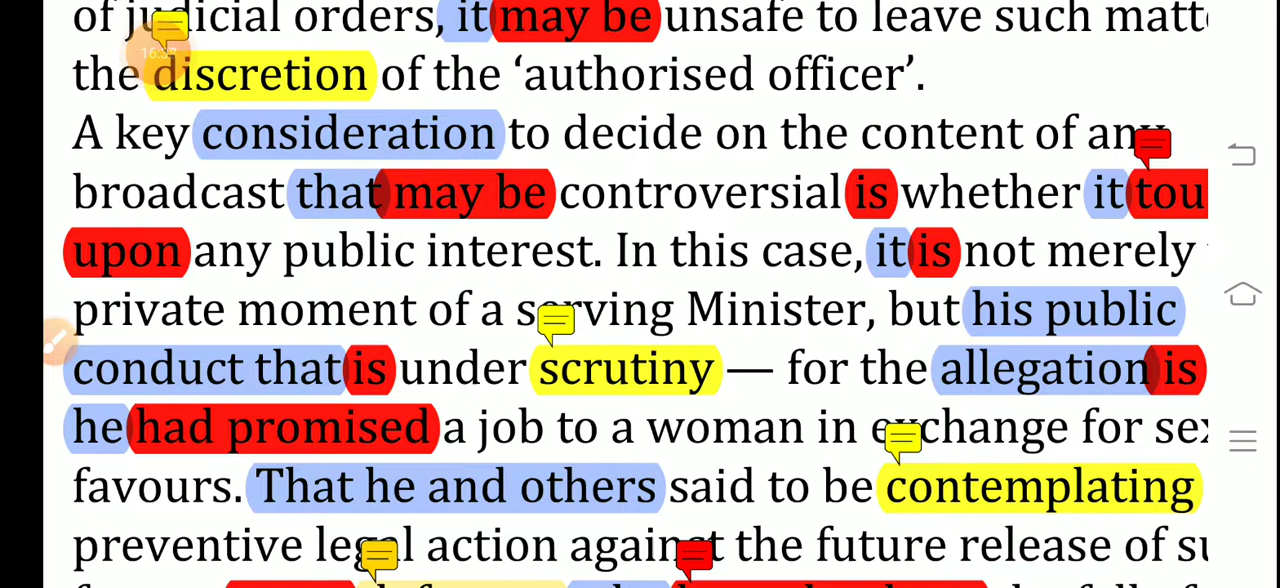 of judicial orders, it may be unsafe to leave such matt
16:37
the discretion of the ‘authorised officer’.
A key consideration to decide on the content of any
broadcast that may be controversial is whether it tou
upon any public interest. In this case, it is not merely
private moment of a serving Minister, but his public
conduct that is under scrutiny — for the allegation is
he had promised a job to a woman in exchange for sex
favours. That he and others said to be contemplating
preventive legal action against the future release of su